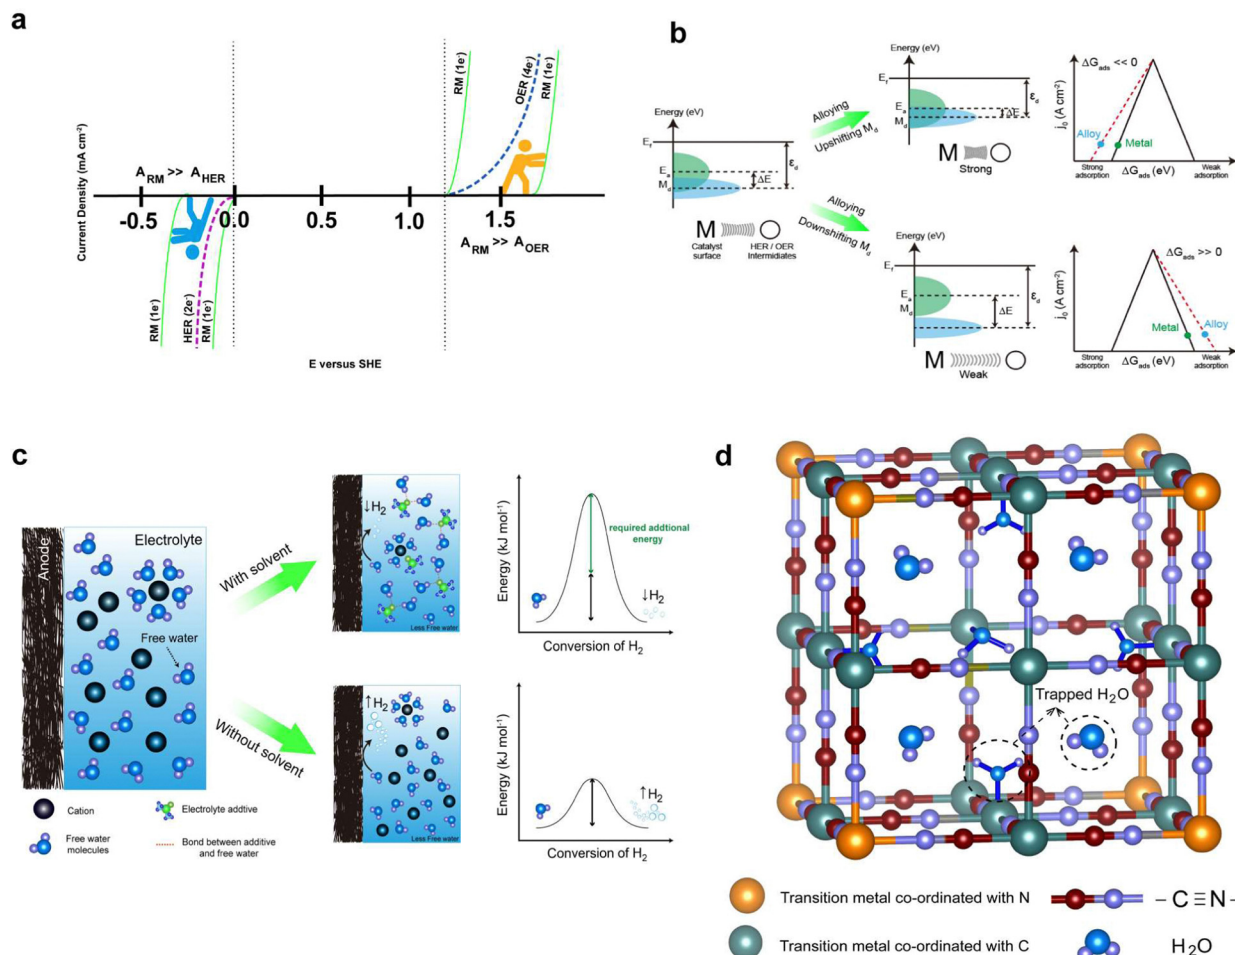 a
Current Density (mA cm⁻²)
RM (1e⁻)
OER (4e⁻)
RM (1e⁻)
A_RM >> A_HER
-0.5
0.0
0.5
1.0
1.5
A_RM >> A_OER
RM (1e⁻)
HER (2e⁻)
RM (1e⁻)
E versus SHE
b
Energy (eV)
E_f
E_a
M_d
ΔE
ε_d
M
Catalyst
surface
HER / OER
Intermidiates
Alloying
Upshifting M_d
Alloying
Downshifting M_d
Energy (eV)
E_f
E_a
M_d
ΔE
ε_d
M
Strong
j₀ (A cm⁻²)
ΔG_ads << 0
Alloy
Metal
Strong
adsorption
ΔG_ads (eV)
Weak
adsorption
Energy (eV)
E_f
E_a
M_d
ΔE
ε_d
M
Weak
j₀ (A cm⁻²)
ΔG_ads >> 0
Metal
Alloy
Strong
adsorption
ΔG_ads (eV)
Weak
adsorption
c
Anode
Electrolyte
Free water
With solvent
Without solvent
↓H₂
Less Free water
Energy (kJ mol⁻¹)
required addtional
energy
↓H₂
Conversion of H₂
↑H₂
Less Free water
Energy (kJ mol⁻¹)
↑H₂
Conversion of H₂
Cation
Electrolyte addtive
Free water
molecules
Bond between additive
and free water
d
Trapped H₂O
Transition metal co-ordinated with N
– C ≡ N –
Transition metal co-ordinated with C
H₂O